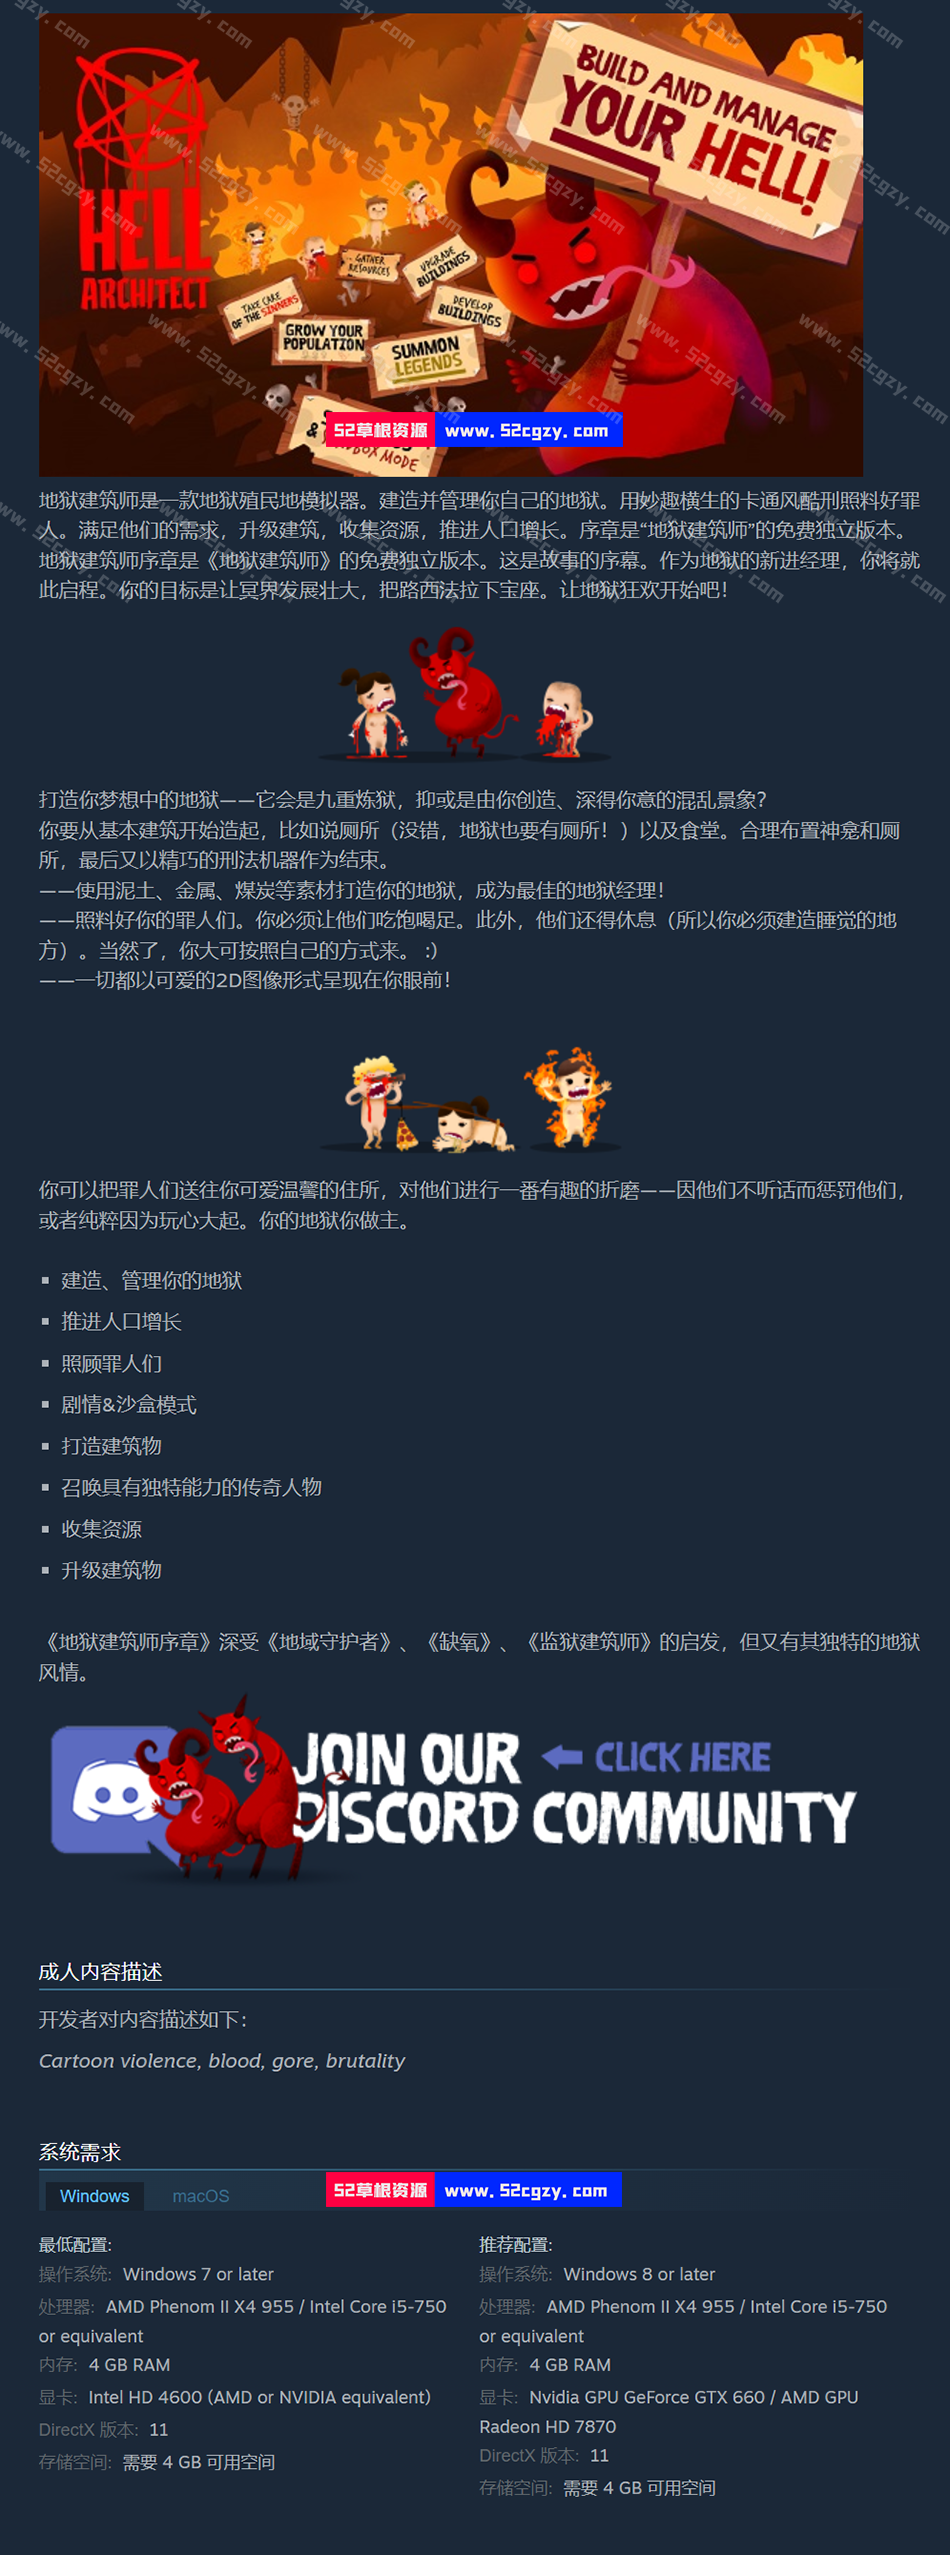 BUILD AND MANAGE
YOUR HELL!
HELL
ARCHITECT
GATHER
RESOURCES
UPGRADE
BUILDINGS
TAKE CARE
OF THE SINNERS
DEVELOP
BUILDINGS
GROW YOUR
POPULATION
SUMMON
LEGENDS
&
MODE
52草根资源 www.52cgzy.com
地狱建筑师是一款地狱殖民地模拟器。建造并管理你自己的地狱。用妙趣横生的卡通风酷刑照料好罪
人。满足他们的需求，升级建筑，收集资源，推进人口增长。序章是“地狱建筑师”的免费独立版本。
地狱建筑师序章是《地狱建筑师》的免费独立版本。这是故事的序幕。作为地狱的新进经理，你将就
此启程。你的目标是让冥界发展壮大，把路西法拉下宝座。让地狱狂欢开始吧！
打造你梦想中的地狱——它会是九重炼狱，抑或是由你创造、深得你意的混乱景象？
你要从基本建筑开始造起，比如说厕所（没错，地狱也要有厕所！）以及食堂。合理布置神龛和厕
所，最后又以精巧的刑法机器作为结束。
——使用泥土、金属、煤炭等素材打造你的地狱，成为最佳的地狱经理！
——照料好你的罪人们。你必须让他们吃饱喝足。此外，他们还得休息（所以你必须建造睡觉的地
方）。当然了，你大可按照自己的方式来。 :)
——一切都以可爱的2D图像形式呈现在你眼前！
你可以把罪人们送往你可爱温馨的住所，对他们进行一番有趣的折磨——因他们不听话而惩罚他们，
或者纯粹因为玩心大起。你的地狱你做主。
▪ 建造、管理你的地狱
▪ 推进人口增长
▪ 照顾罪人们
▪ 剧情&沙盒模式
▪ 打造建筑物
▪ 召唤具有独特能力的传奇人物
▪ 收集资源
▪ 升级建筑物
《地狱建筑师序章》深受《地域守护者》、《缺氧》、《监狱建筑师》的启发，但又有其独特的地狱
风情。
JOIN OUR CLICK HERE
DISCORD COMMUNITY
成人内容描述
开发者对内容描述如下：
Cartoon violence, blood, gore, brutality
系统需求
52草根资源 www.52cgzy.com
Windows macOS
最低配置:
操作系统: Windows 7 or later
处理器: AMD Phenom II X4 955 / Intel Core i5-750
or equivalent
内存: 4 GB RAM
显卡: Intel HD 4600 (AMD or NVIDIA equivalent)
DirectX 版本: 11
存储空间: 需要 4 GB 可用空间
推荐配置:
操作系统: Windows 8 or later
处理器: AMD Phenom II X4 955 / Intel Core i5-750
or equivalent
内存: 4 GB RAM
显卡: Nvidia GPU GeForce GTX 660 / AMD GPU
Radeon HD 7870
DirectX 版本: 11
存储空间: 需要 4 GB 可用空间